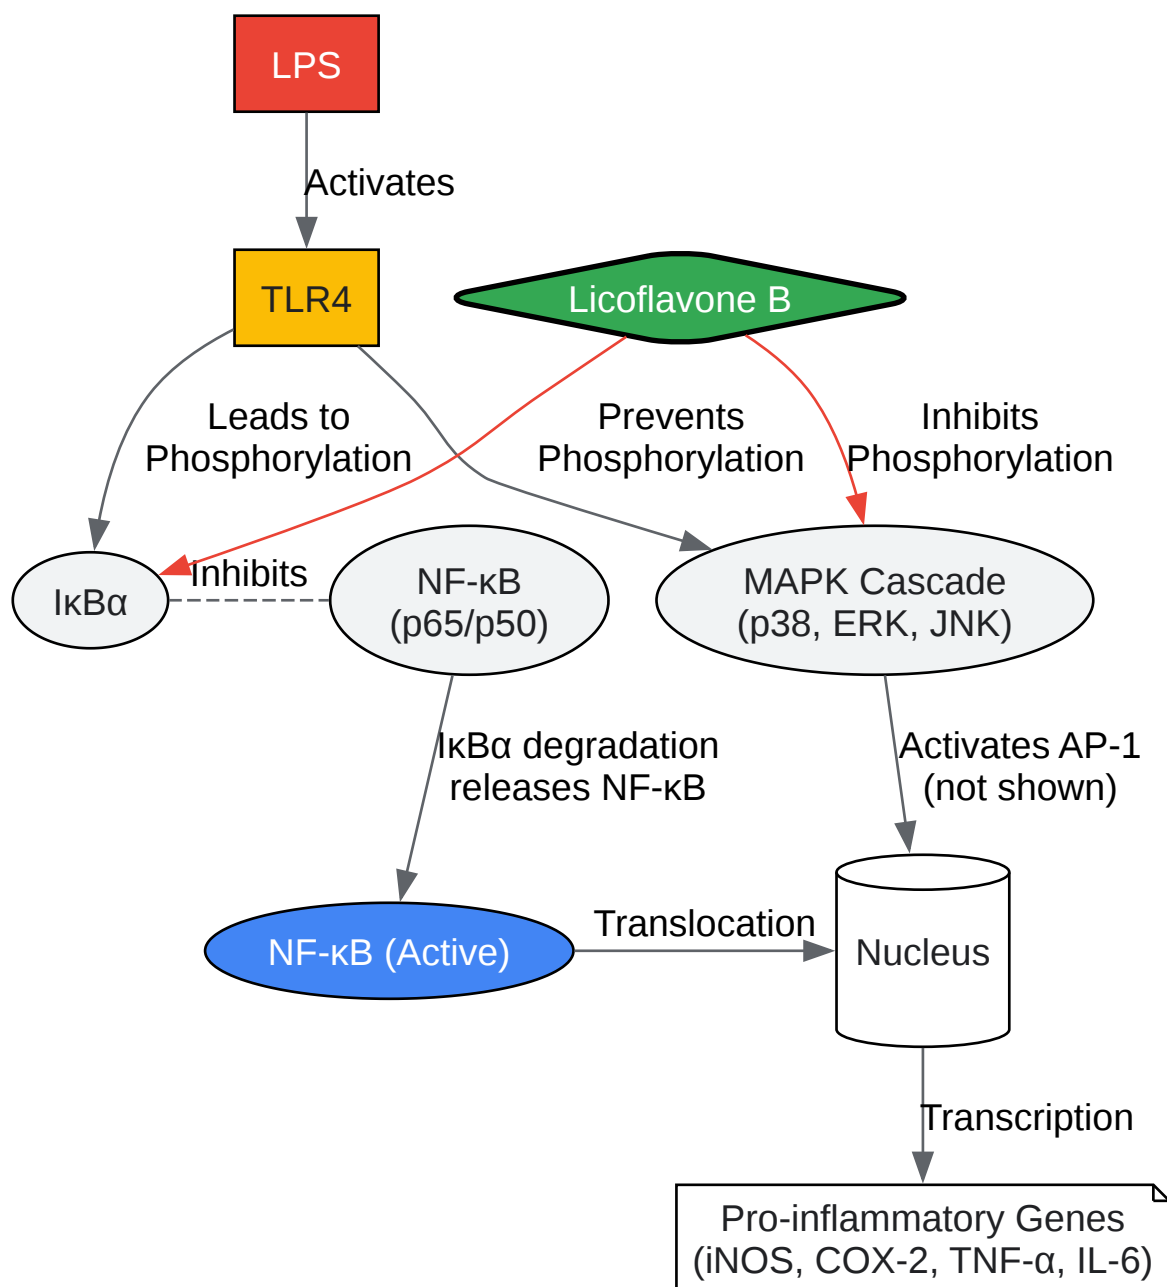 LPS
Activates
TLR4
Licoflavone B
Leads to
Phosphorylation
Prevents
Phosphorylation
Inhibits
Phosphorylation
IκBα
Inhibits
NF-κB
(p65/p50)
MAPK Cascade
(p38, ERK, JNK)
IκBα degradation
releases NF-κB
Activates AP-1
(not shown)
NF-κB (Active)
Translocation
Nucleus
Transcription
Pro-inflammatory Genes
(iNOS, COX-2, TNF-α, IL-6)